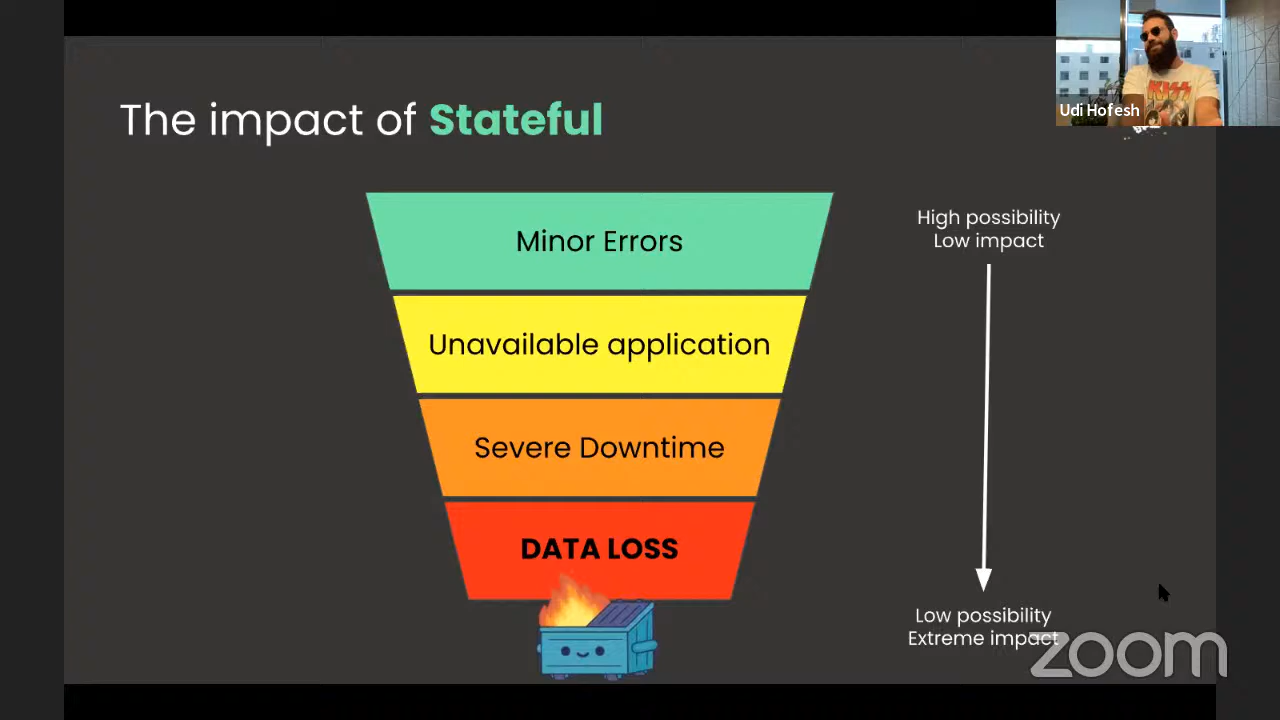 The impact of Stateful
Udi Hofesh
KISS
Minor Errors
Unavailable application
Severe Downtime
DATA LOSS
High possibility
Low impact
Low possibility
Extreme impact
zoom